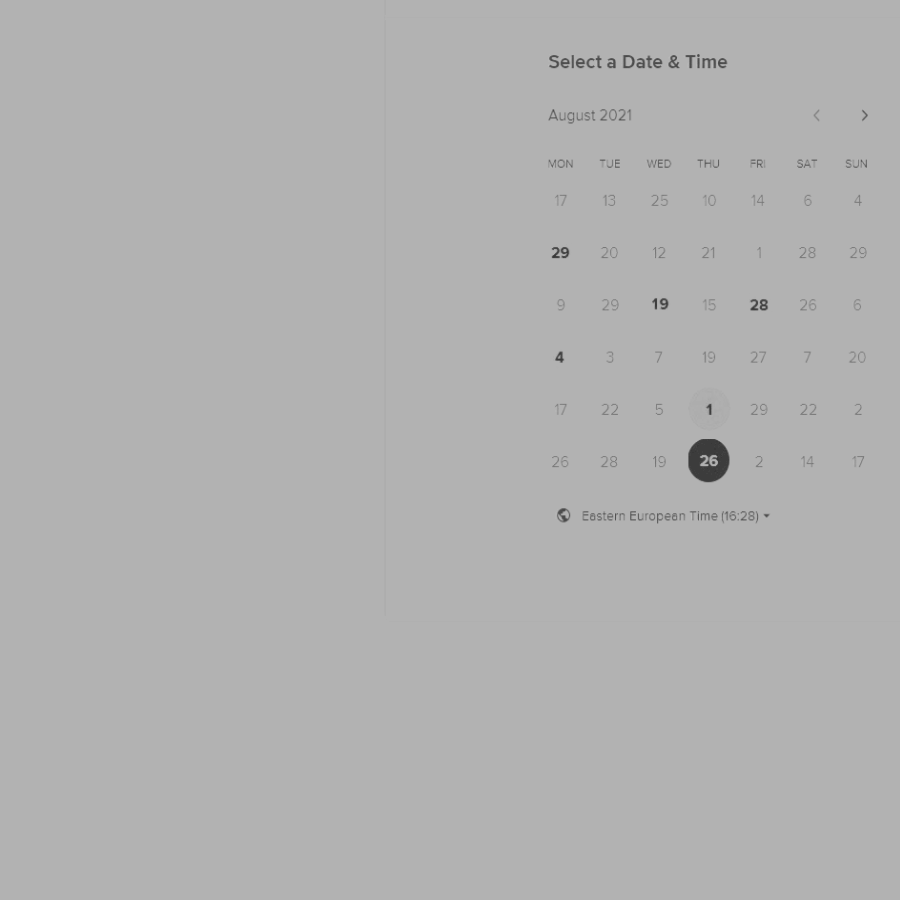 Select a Date & Time
August 2021
MON TUE WED THU FRI SAT SUN
17 13 25 10 14 6 4
29 20 12 21 1 28 29
9 29 19 15 28 26 6
4 3 7 19 27 7 20
17 22 5 1 29 22 2
26 28 19 26 2 14 17
Eastern European Time (16:28)